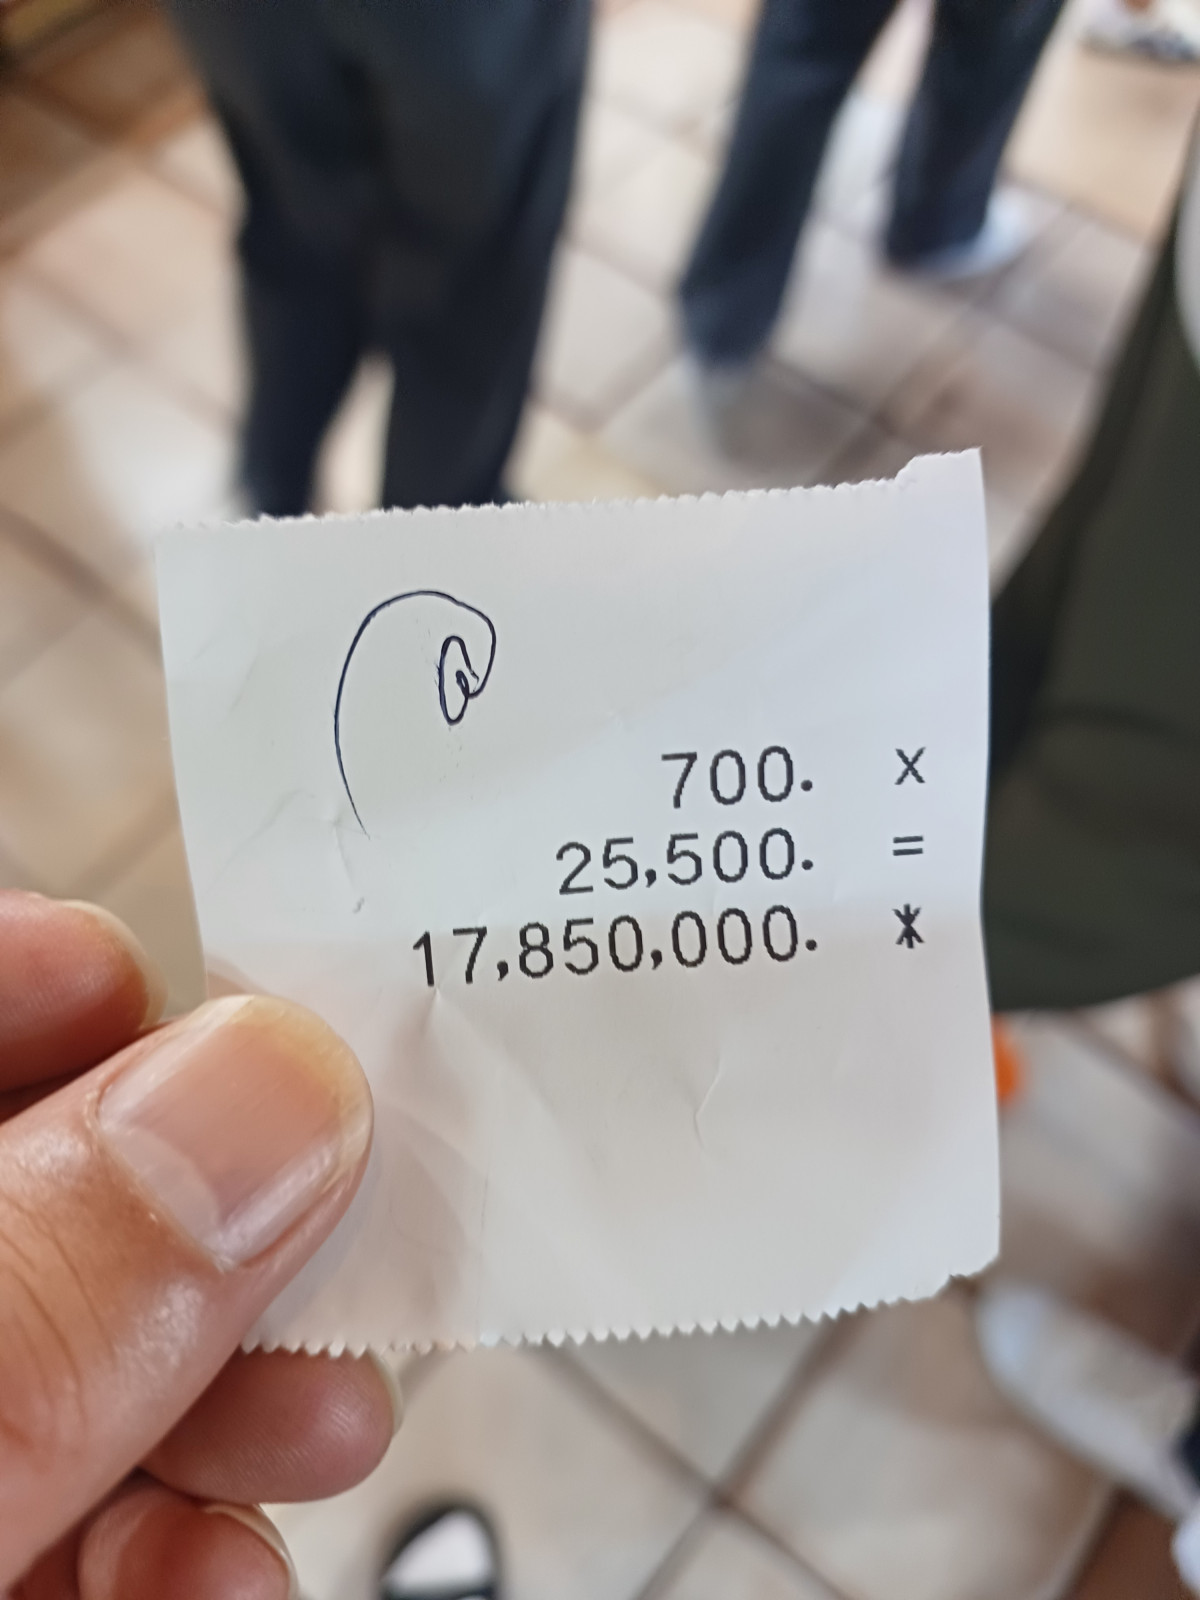 700. x
25,500. =
17,850,000. *